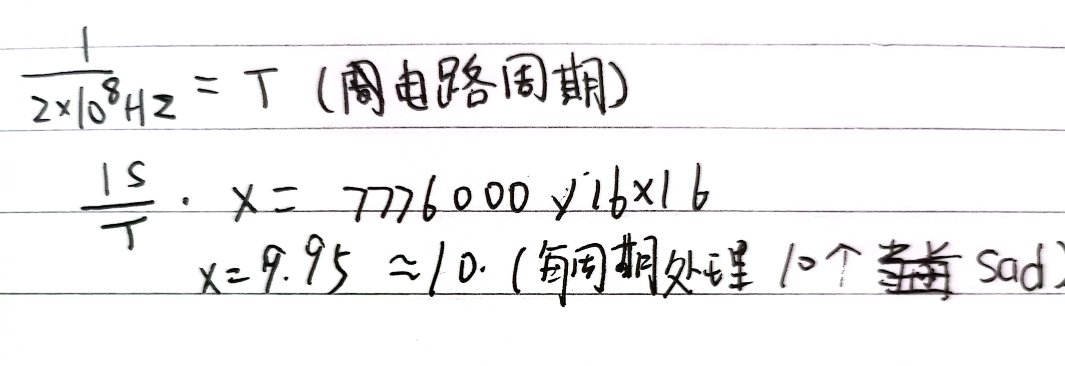 1
2×10⁸Hz = T (周电路周期)
1S
T · x = 7776000 × 16×16
x = 9.95 ≈ 10. (每周期处理 10个 sad)